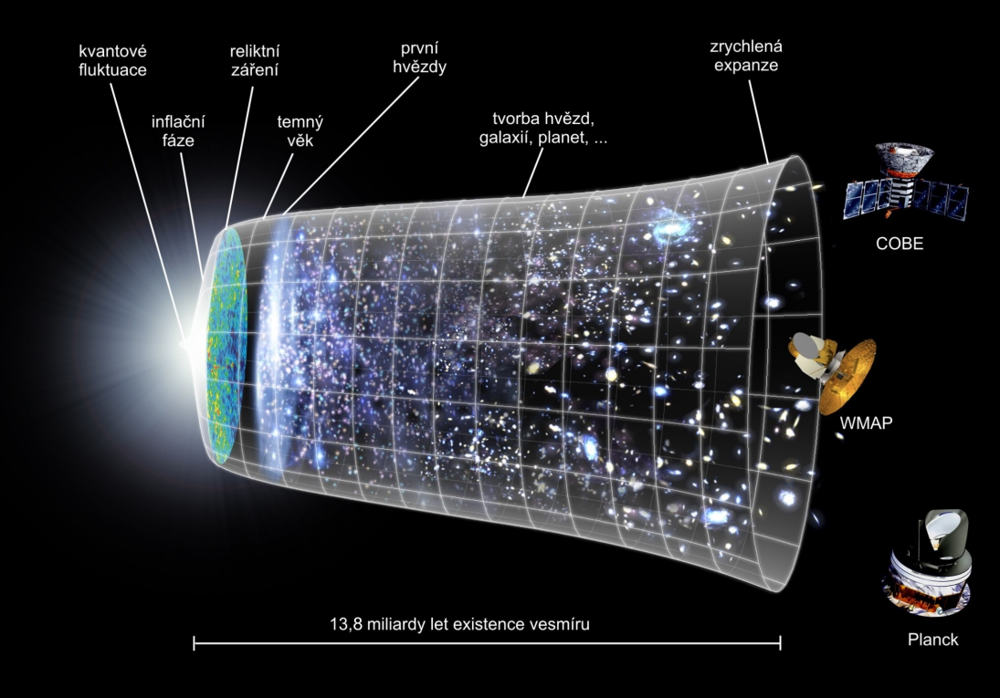 kvantové
fluktuace
reliktní
záření
první
hvězdy
zrychlená
expanze
inflační
fáze
temný
věk
tvorba hvězd,
galaxií, planet, ...
COBE
WMAP
Planck
13,8 miliardy let existence vesmíru